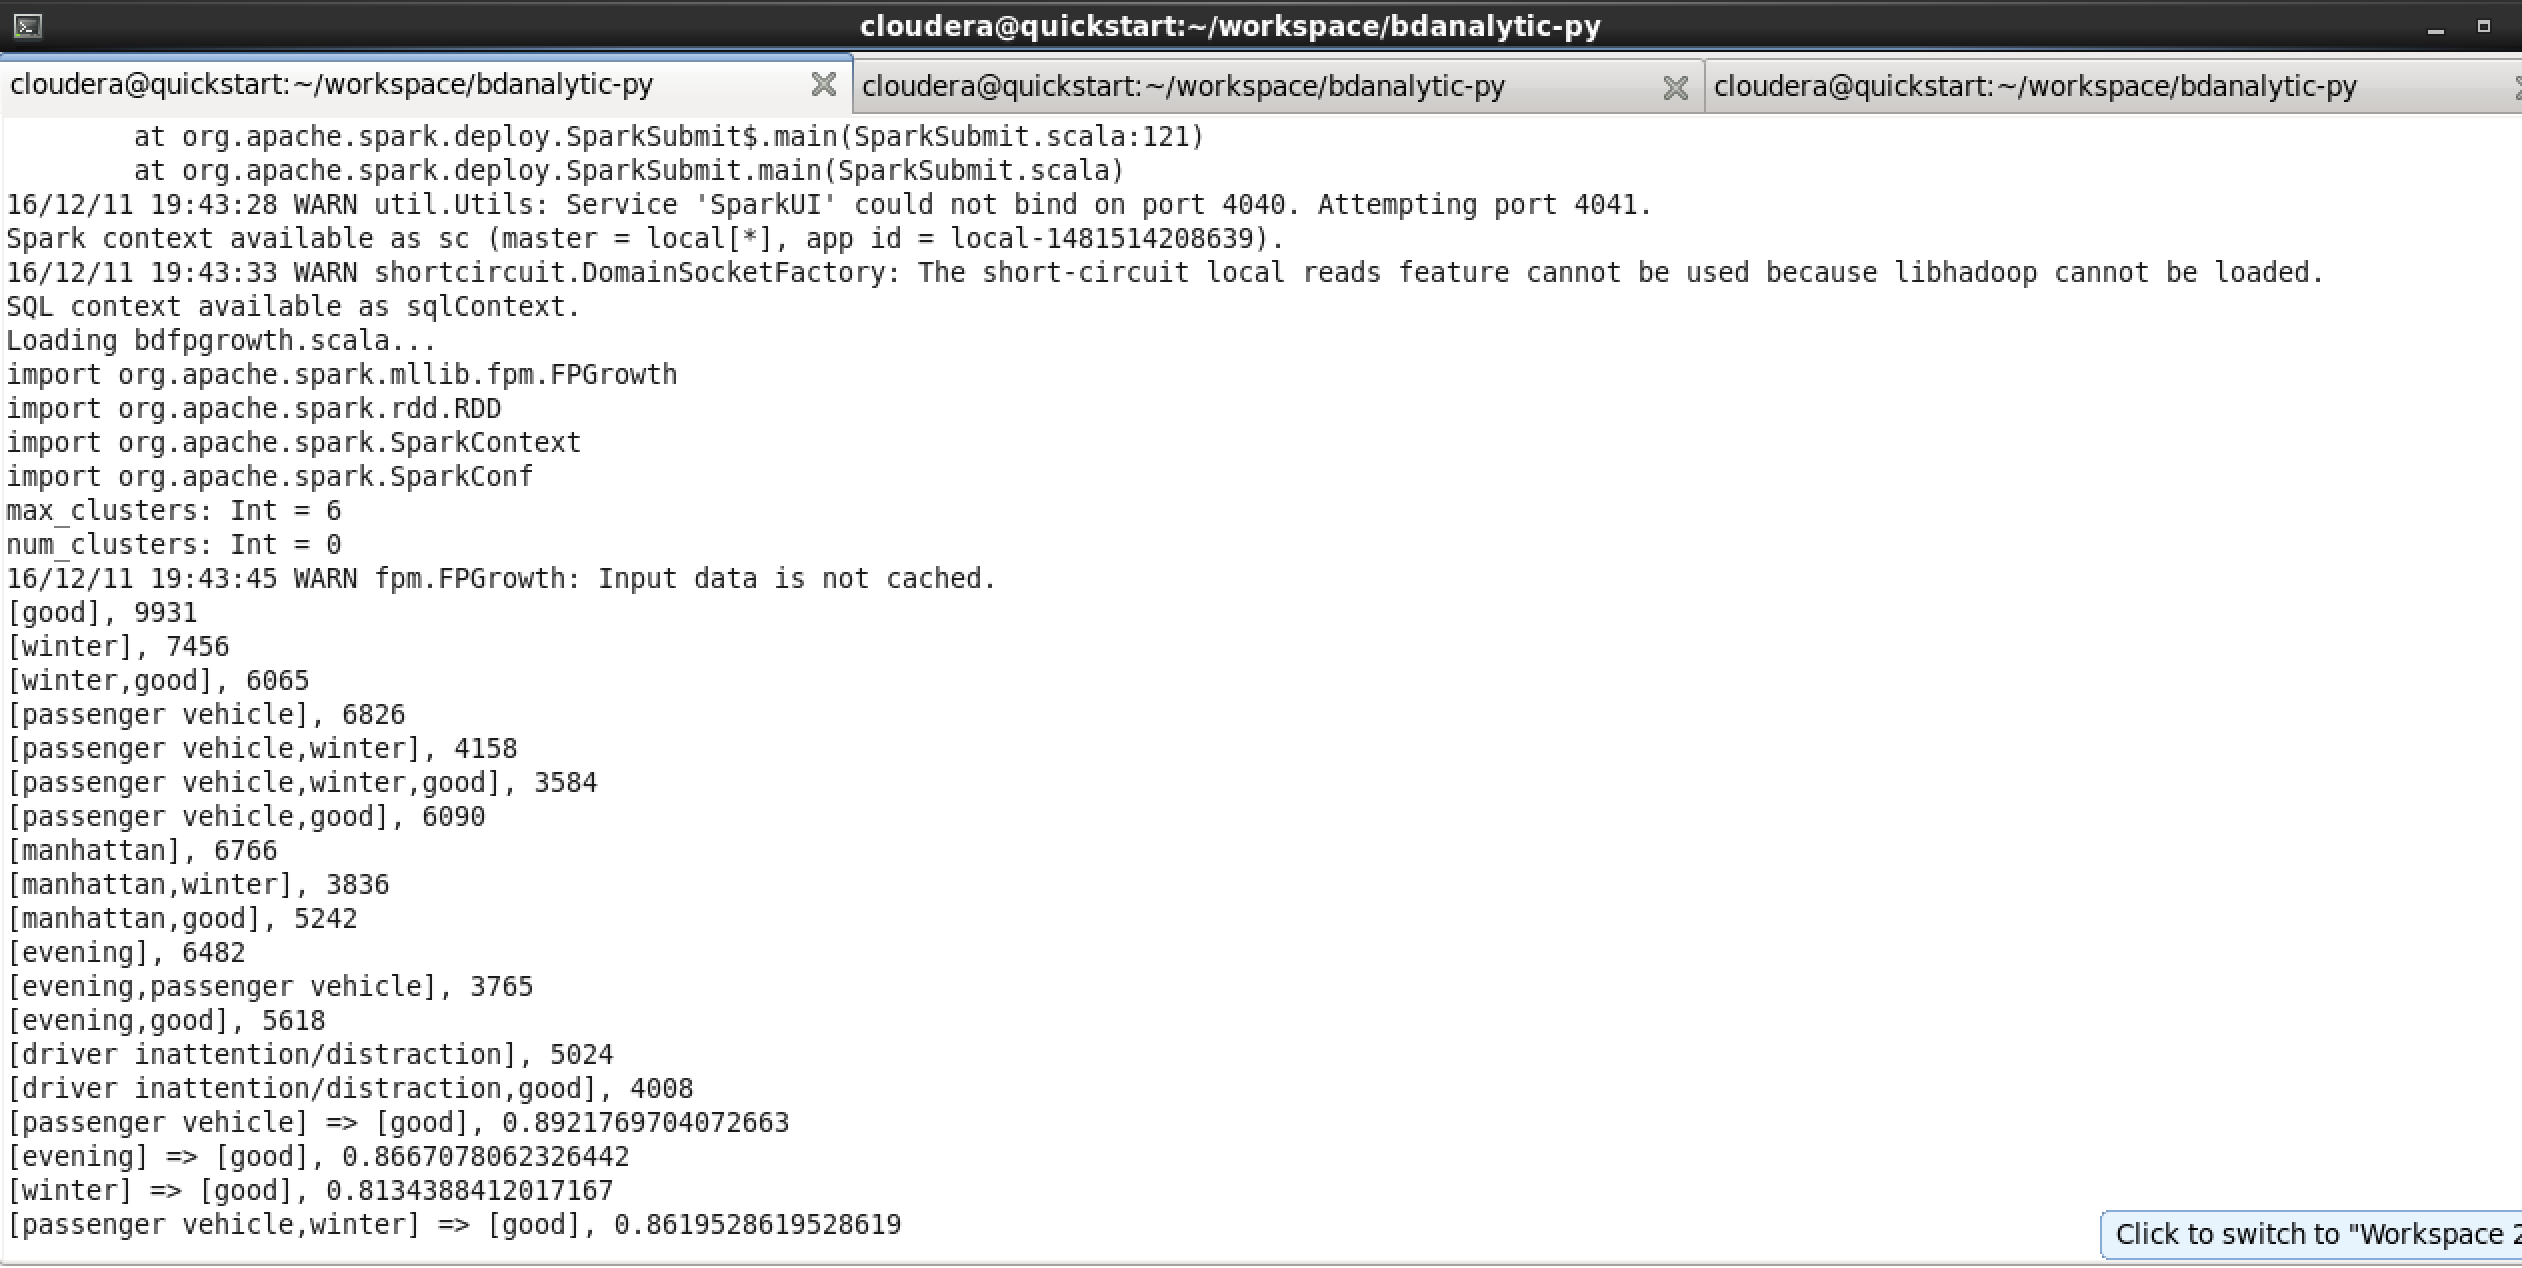 cloudera@quickstart:~/workspace/bdanalytic-py
cloudera@quickstart:~/workspace/bdanalytic-py
cloudera@quickstart:~/workspace/bdanalytic-py
cloudera@quickstart:~/workspace/bdanalytic-py
at org.apache.spark.deploy.SparkSubmit$.main(SparkSubmit.scala:121)
at org.apache.spark.deploy.SparkSubmit.main(SparkSubmit.scala)
16/12/11 19:43:28 WARN util.Utils: Service 'SparkUI' could not bind on port 4040. Attempting port 4041.
Spark context available as sc (master = local[*], app id = local-1481514208639).
16/12/11 19:43:33 WARN shortcircuit.DomainSocketFactory: The short-circuit local reads feature cannot be used because libhadoop cannot be loaded.
SQL context available as sqlContext.
Loading bdfpgrowth.scala...
import org.apache.spark.mllib.fpm.FPGrowth
import org.apache.spark.rdd.RDD
import org.apache.spark.SparkContext
import org.apache.spark.SparkConf
max_clusters: Int = 6
num_clusters: Int = 0
16/12/11 19:43:45 WARN fpm.FPGrowth: Input data is not cached.
[good], 9931
[winter], 7456
[winter,good], 6065
[passenger vehicle], 6826
[passenger vehicle,winter], 4158
[passenger vehicle,winter,good], 3584
[passenger vehicle,good], 6090
[manhattan], 6766
[manhattan,winter], 3836
[manhattan,good], 5242
[evening], 6482
[evening,passenger vehicle], 3765
[evening,good], 5618
[driver inattention/distraction], 5024
[driver inattention/distraction,good], 4008
[passenger vehicle] => [good], 0.8921769704072663
[evening] => [good], 0.8667078062326442
[winter] => [good], 0.8134388412017167
[passenger vehicle,winter] => [good], 0.8619528619528619
Click to switch to "Workspace 2